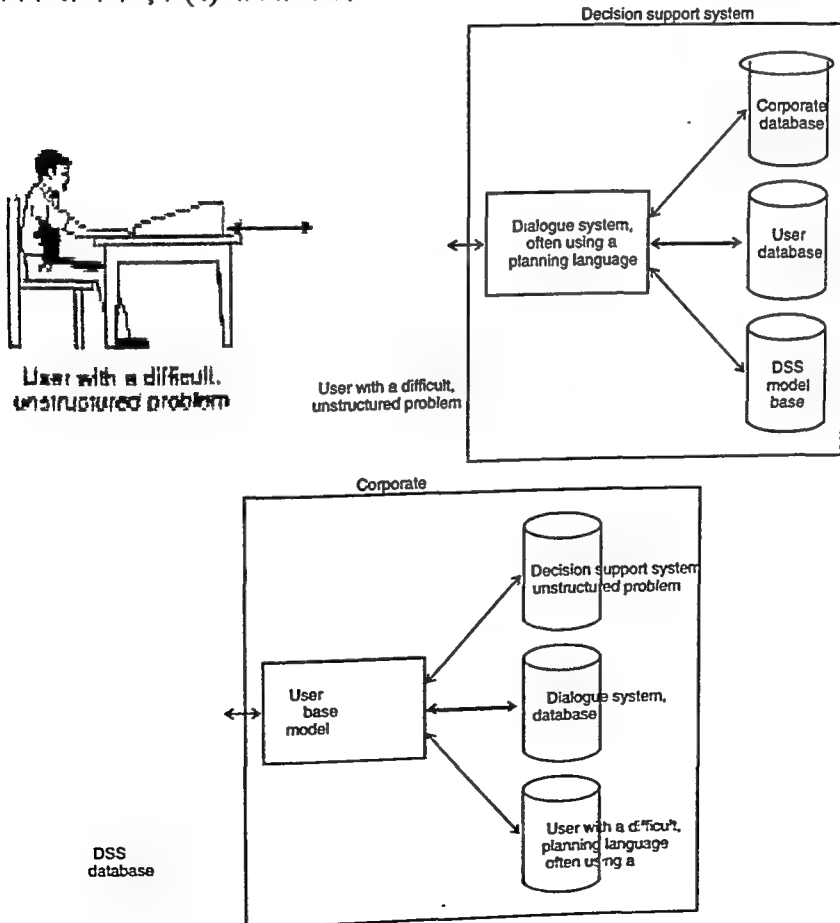 Decision support system
Corporate
database
Dialogue system,
often using a
planning language
User
database
DSS
model
base
User with a difficult,
unstructured problem
User with a difficult,
unstructured problem
Corporate
Decision support system
unstructured problem
User
base
model
Dialogue system,
database
User with a difficult,
planning language
often using a
DSS
database